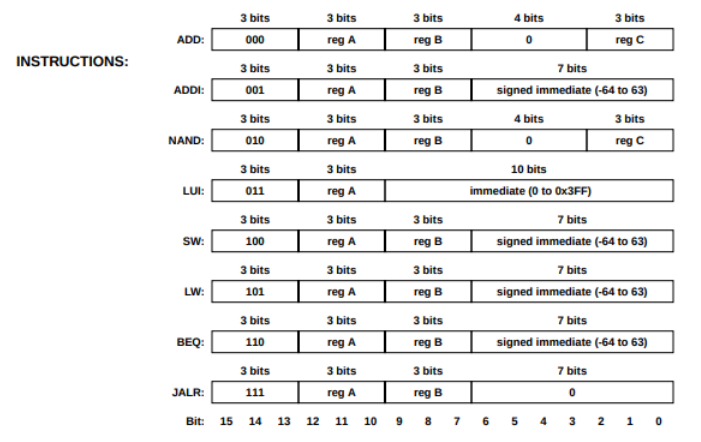 3 bits 3 bits 3 bits 4 bits 3 bits
ADD: 000 reg A reg B 0 reg C
INSTRUCTIONS:
3 bits 3 bits 3 bits 7 bits
ADDI: 001 reg A reg B signed immediate (-64 to 63)
3 bits 3 bits 3 bits 4 bits 3 bits
NAND: 010 reg A reg B 0 reg C
3 bits 3 bits 10 bits
LUI: 011 reg A immediate (0 to 0x3FF)
3 bits 3 bits 3 bits 7 bits
SW: 100 reg A reg B signed immediate (-64 to 63)
3 bits 3 bits 3 bits 7 bits
LW: 101 reg A reg B signed immediate (-64 to 63)
3 bits 3 bits 3 bits 7 bits
BEQ: 110 reg A reg B signed immediate (-64 to 63)
3 bits 3 bits 3 bits 7 bits
JALR: 111 reg A reg B 0
Bit: 15 14 13 12 11 10 9 8 7 6 5 4 3 2 1 0